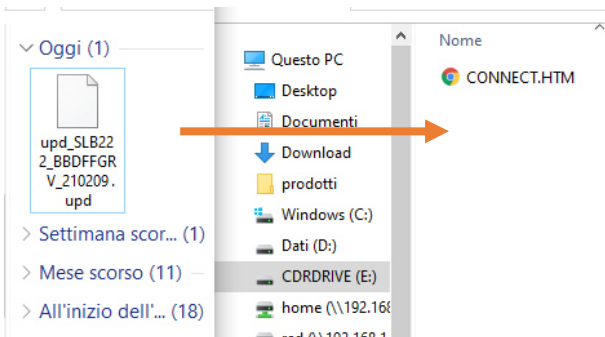 Oggi (1)
upd_SLB22
2_BBDFFGR
V_210209.
upd
Settimana scor... (1)
Mese scorso (11)
All'inizio dell'... (18)
Questo PC
Desktop
Documenti
Download
prodotti
Windows (C:)
Dati (D:)
CDRDRIVE (E:)
home (\\192.168
Nome
CONNECT.HTM